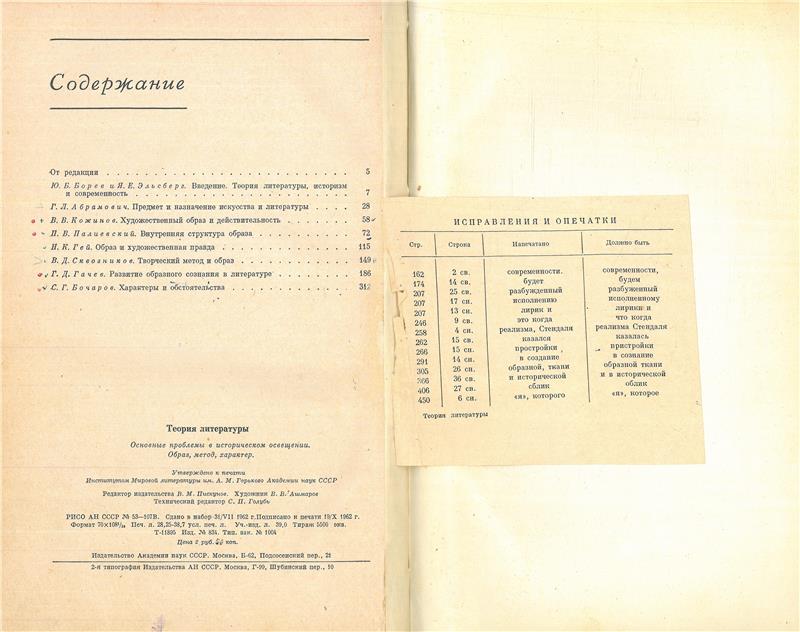 Содержание
От редакции 5
Ю. Б. Борев и Я. Е. Эльсберг. Введение. Теория литературы, историзм
и современность 7
Г. Л. Абрамович. Предмет и назначение искусства и литературы 28
В. В. Кожинов. Художественный образ и действительность 58
П. В. Палиевский. Внутренняя структура образа 72
Н. К. Гей. Образ и художественная правда 115
В. Д. Сквозников. Творческий метод и образ 149
Г. Д. Гачев. Развитие образного сознания в литературе 186
С. Г. Бочаров. Характеры и обстоятельства 312
Теория литературы
Основные проблемы в историческом освещении.
Образ, метод, характер.
Утверждено к печати
Институтом Мировой литературы им. А. М. Горького Академии наук СССР
Редактор издательства В. М. Пискунов. Художник В. В. Ашмаров
Технический редактор С. П. Голубь
РИСО АН СССР № 53—107В. Сдано в набор 31/VII 1962 г. Подписано к печати 19/X 1962 г.
Формат 70×108¹/₁₆ Печ. л. 28,25-38,7 усл. печ. л. Уч.-изд. л. 39,0 Тираж 5500 экз.
Т-11895 Изд. № 834. Тип. зак. № 1004
Цена 2 руб. коп.
Издательство Академии наук СССР. Москва, Б-62, Подсосенский пер., 21
2-я типография Издательства АН СССР. Москва, Г-99, Шубинский пер., 10
ИСПРАВЛЕНИЯ И ОПЕЧАТКИ
Стр. Строка Напечатано Должно быть
162 2 св. современности. современности,
174 14 св. будет будем
207 25 св. разбужденный разбуженный
207 17 сн. исполнению исполненному
207 13 сн. лирик и лирики и
246 9 св. это когда что когда
258 4 сн. реализма, Стендаля реализма Стендаля
262 15 св. казался казалась
266 15 сн. простройки пристройки
291 14 сн. в создание в сознание
305 26 сн. образной, ткани образной ткани
366 36 св. и исторической и в исторической
406 27 сн. сблик облик
450 6 сн. «я», которого «я», которое
Теория литературы